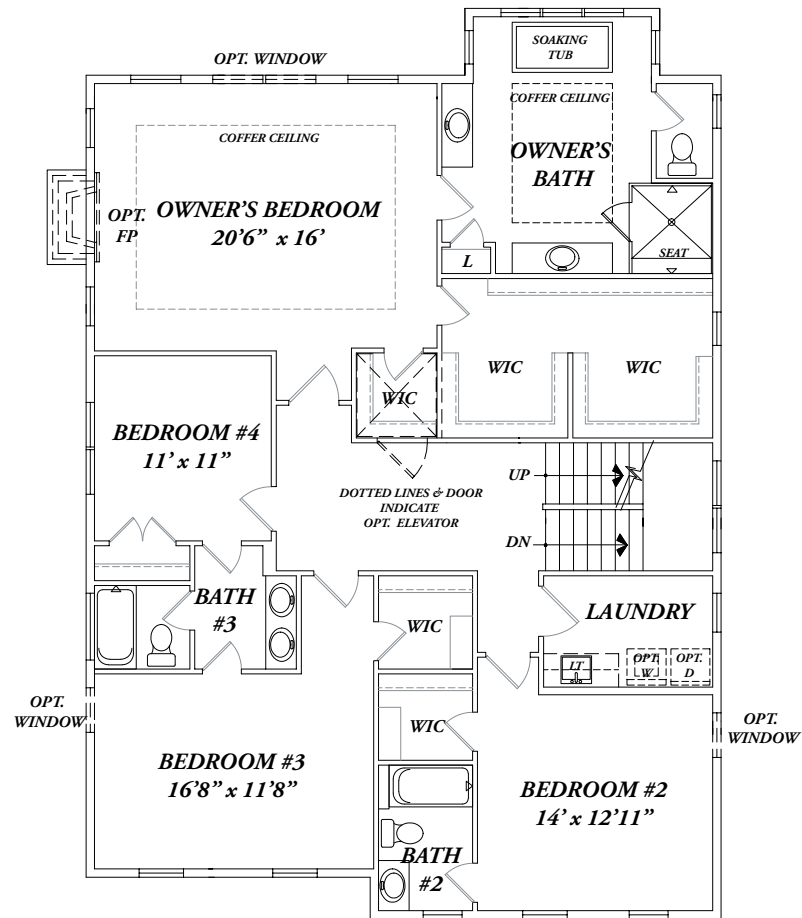 OPT. WINDOW
SOAKING
TUB
COFFER CEILING
COFFER CEILING
OWNER'S
BATH
OPT.
FP
OWNER'S BEDROOM
20'6" x 16'
L
SEAT
WIC
WIC
WIC
BEDROOM #4
11' x 11"
UP
DOTTED LINES & DOOR
INDICATE
OPT. ELEVATOR
DN
BATH
#3
WIC
LAUNDRY
LT
OPT.
W
OPT.
D
OPT.
WINDOW
WIC
OPT.
WINDOW
BEDROOM #3
16'8" x 11'8"
BEDROOM #2
14' x 12'11"
BATH
#2